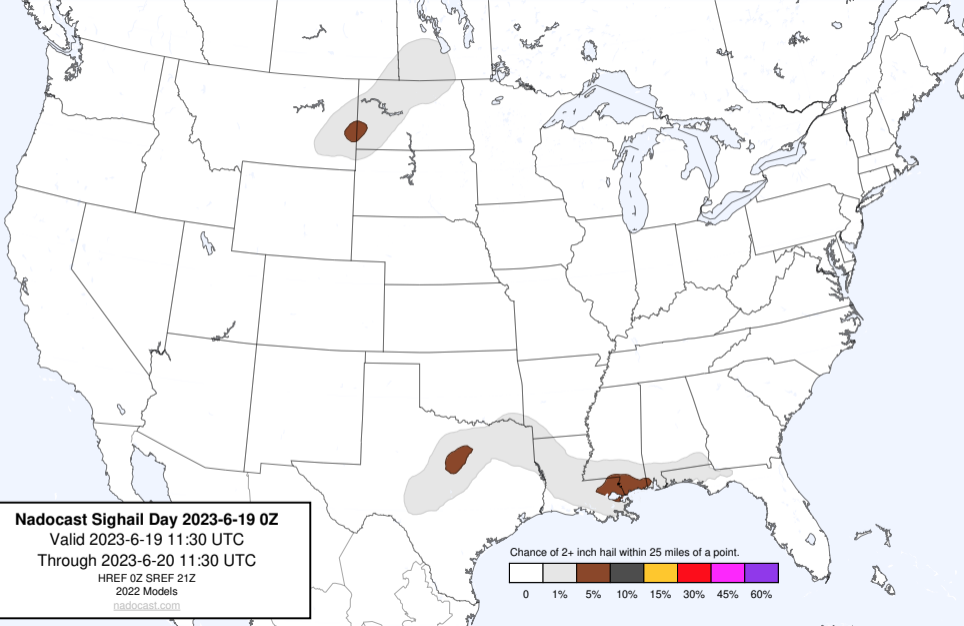 Nadocast Sighail Day 2023-6-19 0Z
Valid 2023-6-19 11:30 UTC
Through 2023-6-20 11:30 UTC
HREF 0Z SREF 21Z
2022 Models
nadocast.com
Chance of 2+ inch hail within 25 miles of a point.
0 1% 5% 10% 15% 30% 45% 60%